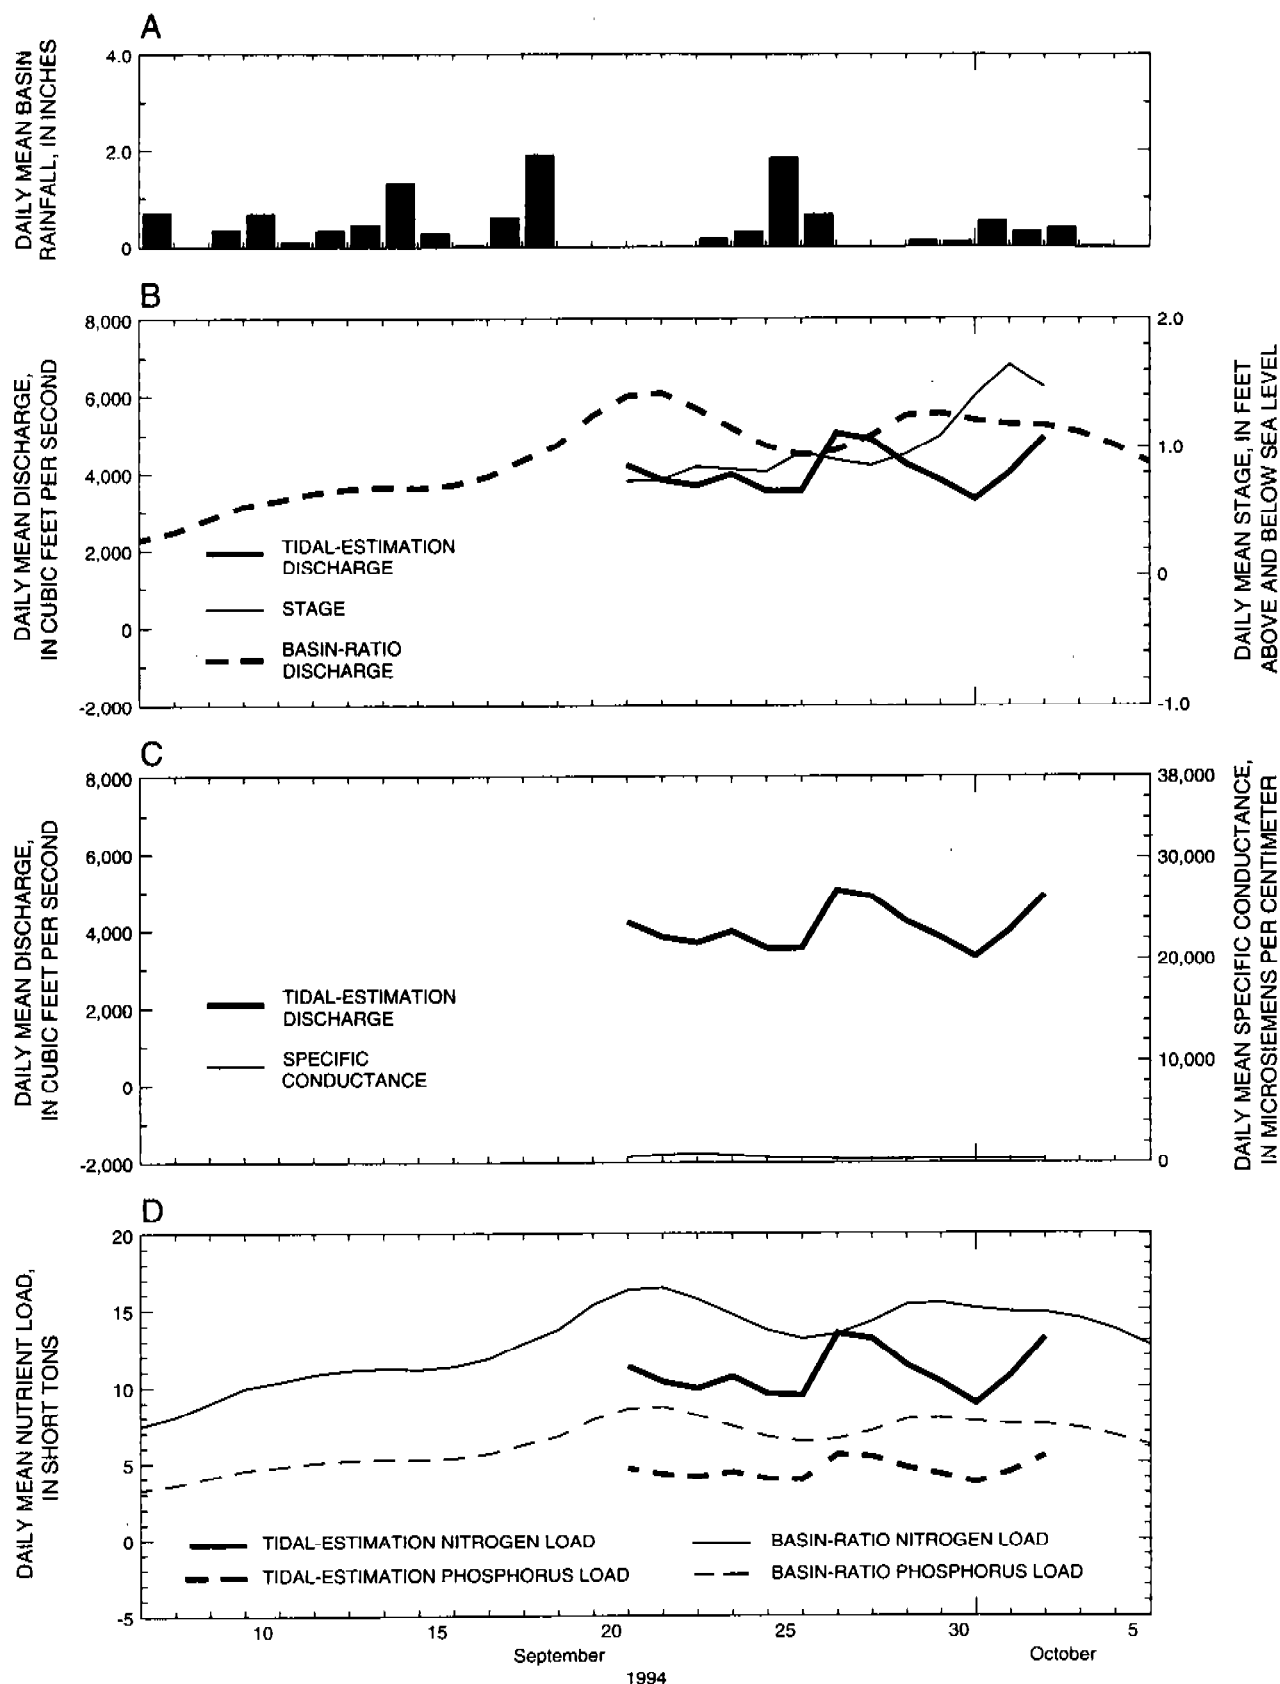 A
DAILY MEAN BASIN
RAINFALL, IN INCHES
4.0
2.0
0
B
DAILY MEAN DISCHARGE,
IN CUBIC FEET PER SECOND
8,000
6,000
4,000
2,000
0
-2,000
TIDAL-ESTIMATION
DISCHARGE
STAGE
BASIN-RATIO
DISCHARGE
2.0
1.0
0
-1.0
DAILY MEAN STAGE, IN FEET
ABOVE AND BELOW SEA LEVEL
C
DAILY MEAN DISCHARGE,
IN CUBIC FEET PER SECOND
8,000
6,000
4,000
2,000
0
-2,000
TIDAL-ESTIMATION
DISCHARGE
SPECIFIC
CONDUCTANCE
38,000
30,000
20,000
10,000
0
DAILY MEAN SPECIFIC CONDUCTANCE,
IN MICROSIEMENS PER CENTIMETER
D
DAILY MEAN NUTRIENT LOAD,
IN SHORT TONS
20
15
10
5
0
-5
TIDAL-ESTIMATION NITROGEN LOAD
TIDAL-ESTIMATION PHOSPHORUS LOAD
BASIN-RATIO NITROGEN LOAD
BASIN-RATIO PHOSPHORUS LOAD
10 15 20 25 30 5
September October
1994